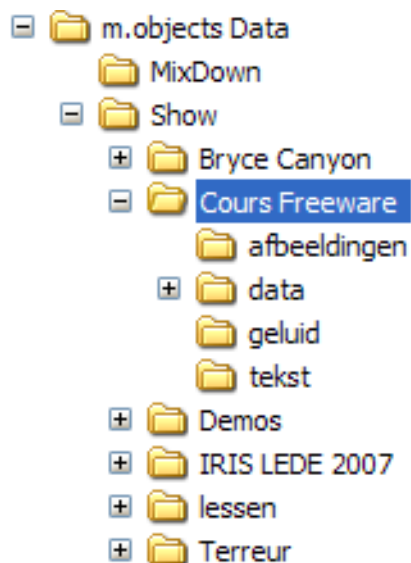 m.objects Data
MixDown
Show
Bryce Canyon
Cours Freeware
afbeeldingen
data
geluid
tekst
Demos
IRIS LEDE 2007
lessen
Terreur